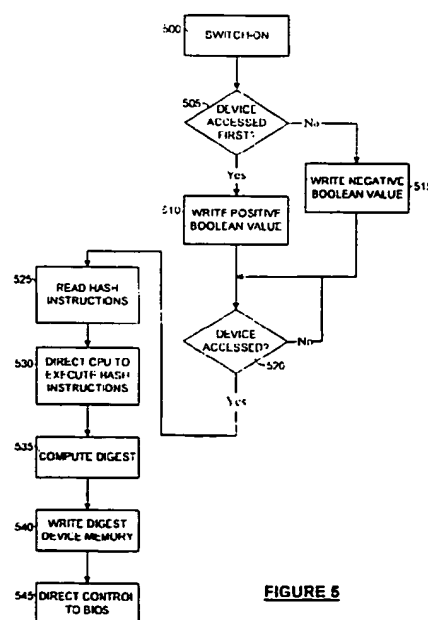 500
SWITCH-ON
505
DEVICE
ACCESSED
FIRST?
No
Yes
510
WRITE POSITIVE
BOOLEAN VALUE
WRITE NEGATIVE
BOOLEAN VALUE
515
525
READ HASH
INSTRUCTIONS
DEVICE
ACCESSED?
No
520
Yes
530
DIRECT CPU TO
EXECUTE HASH
INSTRUCTIONS
535
COMPUTE DIGEST
540
WRITE DIGEST
DEVICE MEMORY
545
DIRECT CONTROL
TO BIOS
FIGURE 5